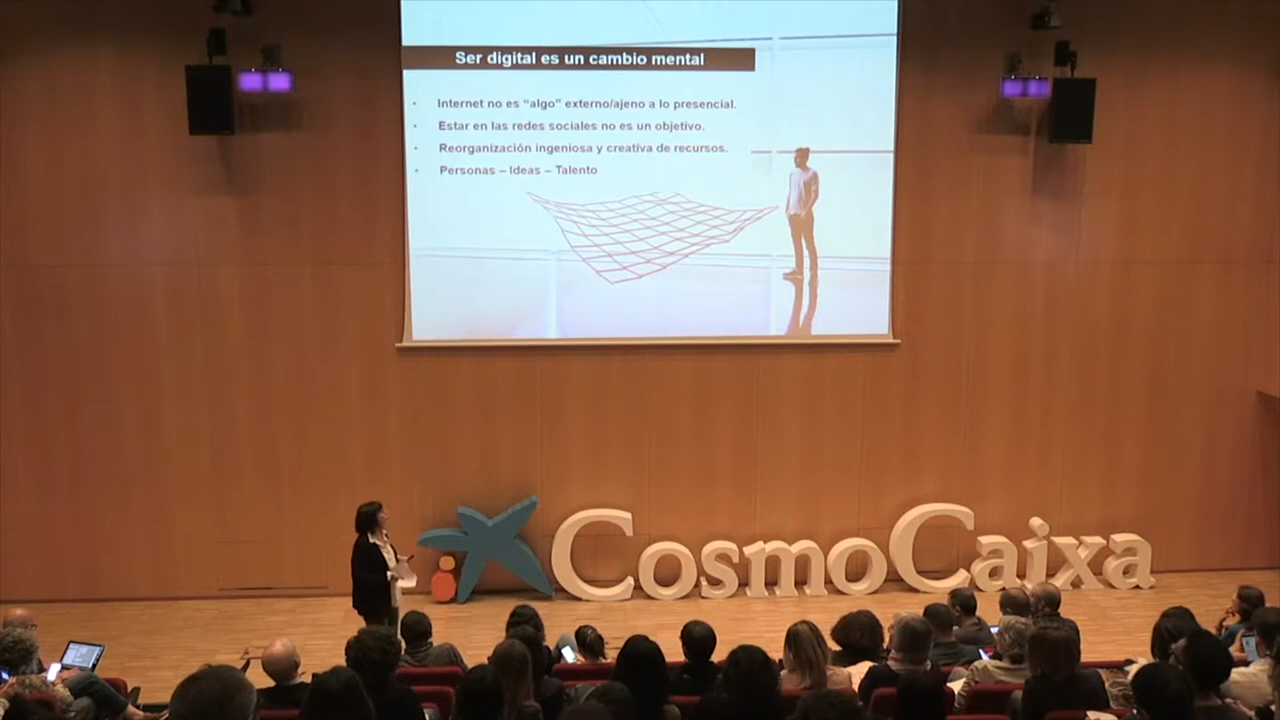 Ser digital es un cambio mental
• Internet no es “algo” externo/ajeno a lo presencial.
• Estar en las redes sociales no es un objetivo.
• Reorganización ingeniosa y creativa de recursos.
• Personas – Ideas – Talento
CosmoCaixa